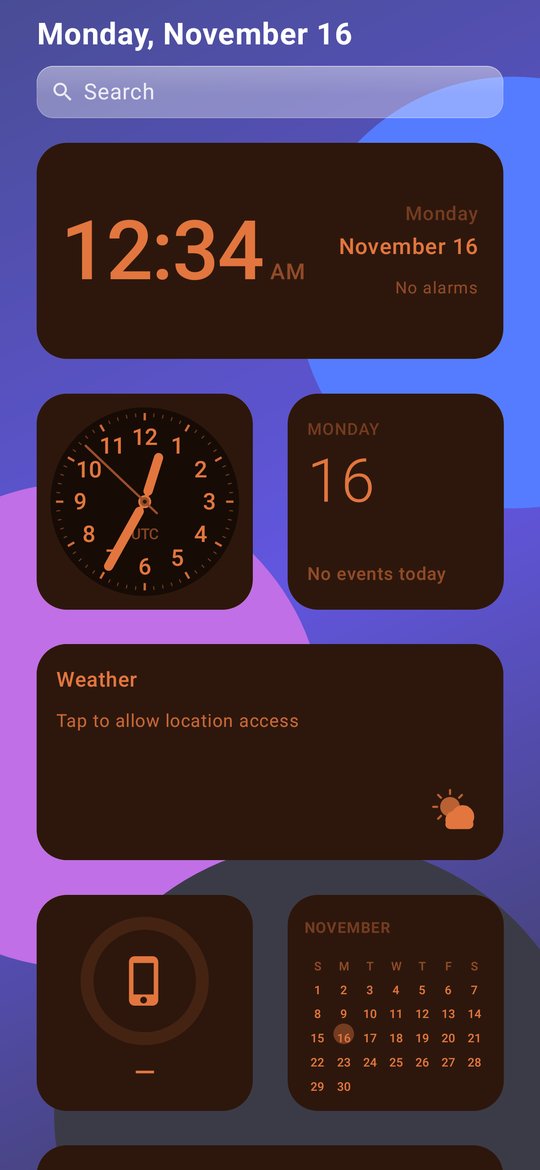 Monday, November 16
Search
12:34 AM
Monday
November 16
No alarms
12
1
2
3
4
5
6
8
9
10
11
UTC
MONDAY
16
No events today
Weather
Tap to allow location access
NOVEMBER
S M T W T F S
1 2 3 4 5 6 7
8 9 10 11 12 13 14
15 16 17 18 19 20 21
22 23 24 25 26 27 28
29 30